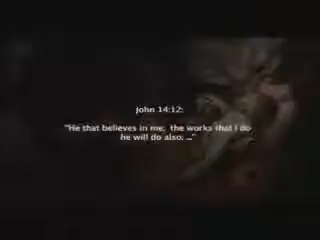 John 14:12:
"He that believes in me; the works that I do
he will do also: ..."